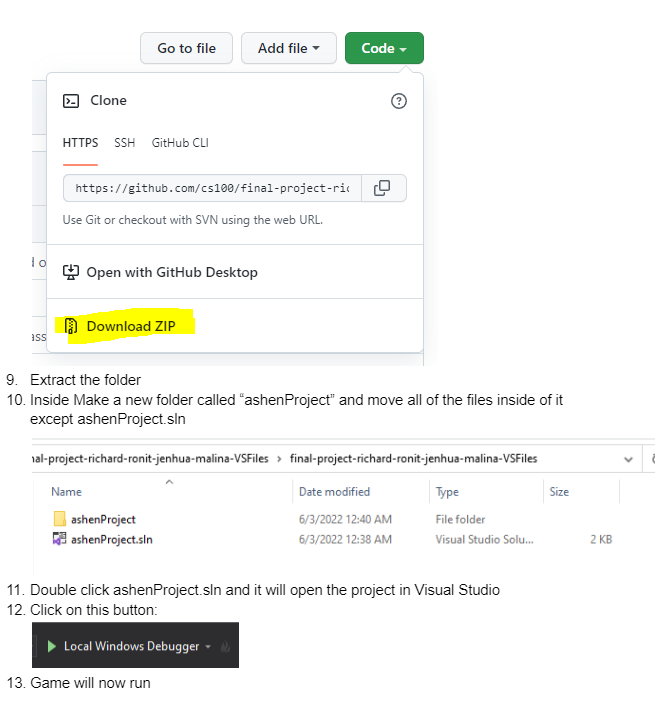 Go to file Add file Code
Clone
HTTPS SSH GitHub CLI
https://github.com/cs100/final-project-ric
Use Git or checkout with SVN using the web URL.
Open with GitHub Desktop
Download ZIP
9. Extract the folder
10. Inside Make a new folder called “ashenProject” and move all of the files inside of it
except ashenProject.sln
al-project-richard-ronit-jenhua-malina-VSFiles > final-project-richard-ronit-jenhua-malina-VSFiles
Name Date modified Type Size
ashenProject 6/3/2022 12:40 AM File folder
ashenProject.sln 6/3/2022 12:38 AM Visual Studio Solu... 2 KB
11. Double click ashenProject.sln and it will open the project in Visual Studio
12. Click on this button:
Local Windows Debugger
13. Game will now run